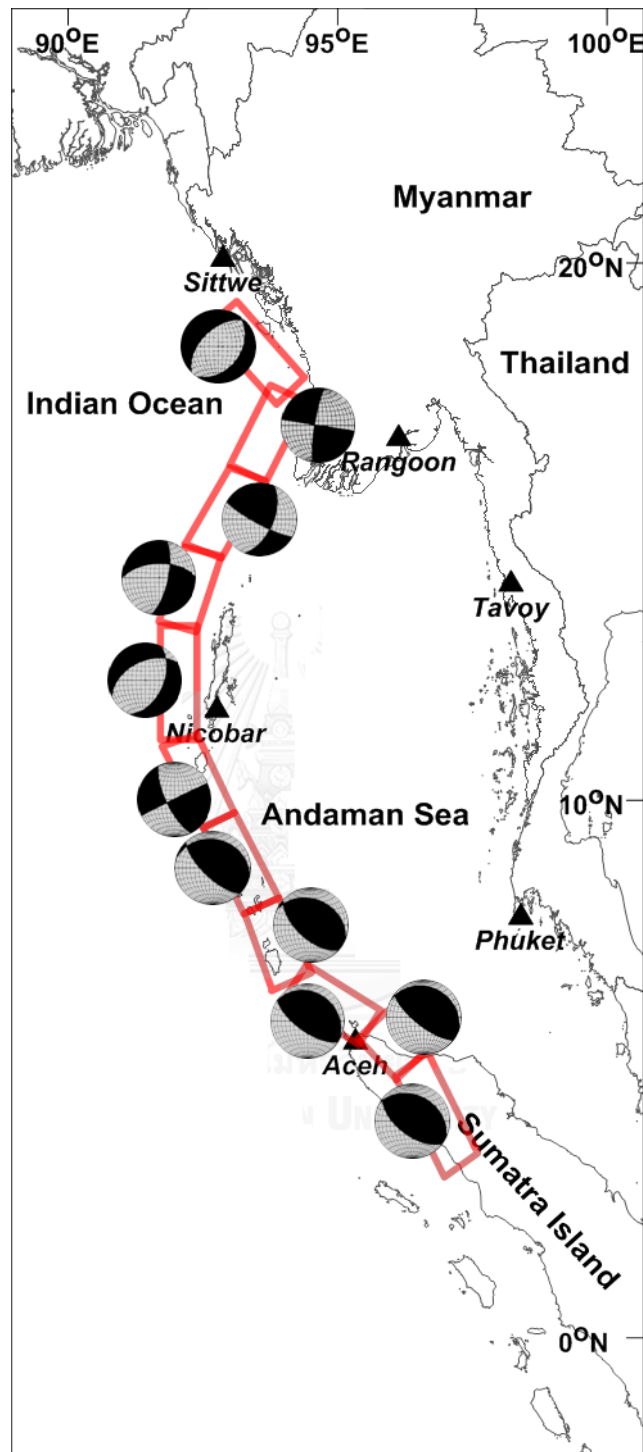 90°E 95°E 100°E
Myanmar
20°N
Sittwe
Thailand
Indian Ocean
Rangoon
Tavoy
Nicobar
10°N
Andaman Sea
Phuket
Aceh
UNIVERSITY
Sumatra Island
0°N